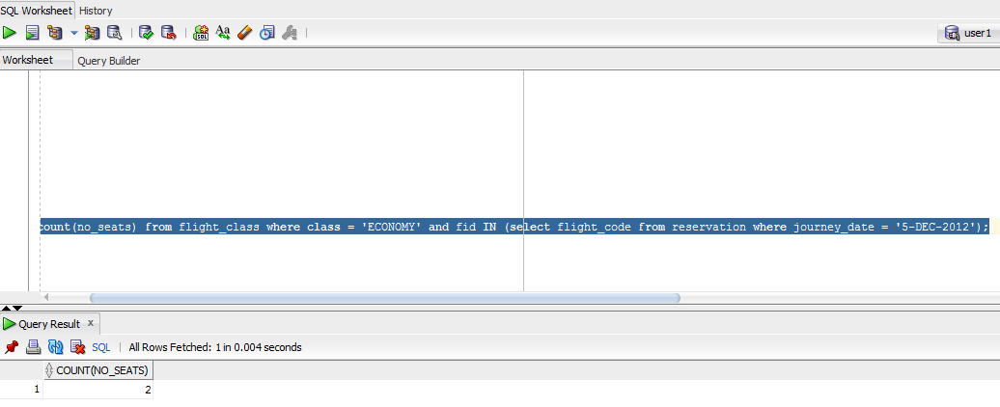 SQL Worksheet History
SQL
Aa
user1
Worksheet Query Builder
count(no_seats) from flight_class where class = 'ECONOMY' and fid IN (select flight_code from reservation where journey_date = '5-DEC-2012');
Query Result x
SQL | All Rows Fetched: 1 in 0.004 seconds
COUNT(NO_SEATS)
1 2